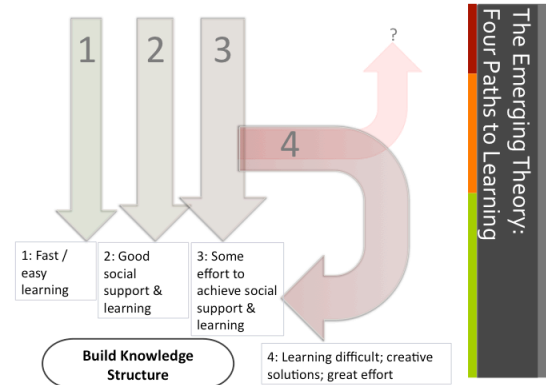 The Emerging Theory:
Four Paths to Learning
1
2
3
?
4
1: Fast /
easy
learning
2: Good
social
support &
learning
3: Some
effort to
achieve social
support &
learning
Build Knowledge
Structure
4: Learning difficult; creative
solutions; great effort